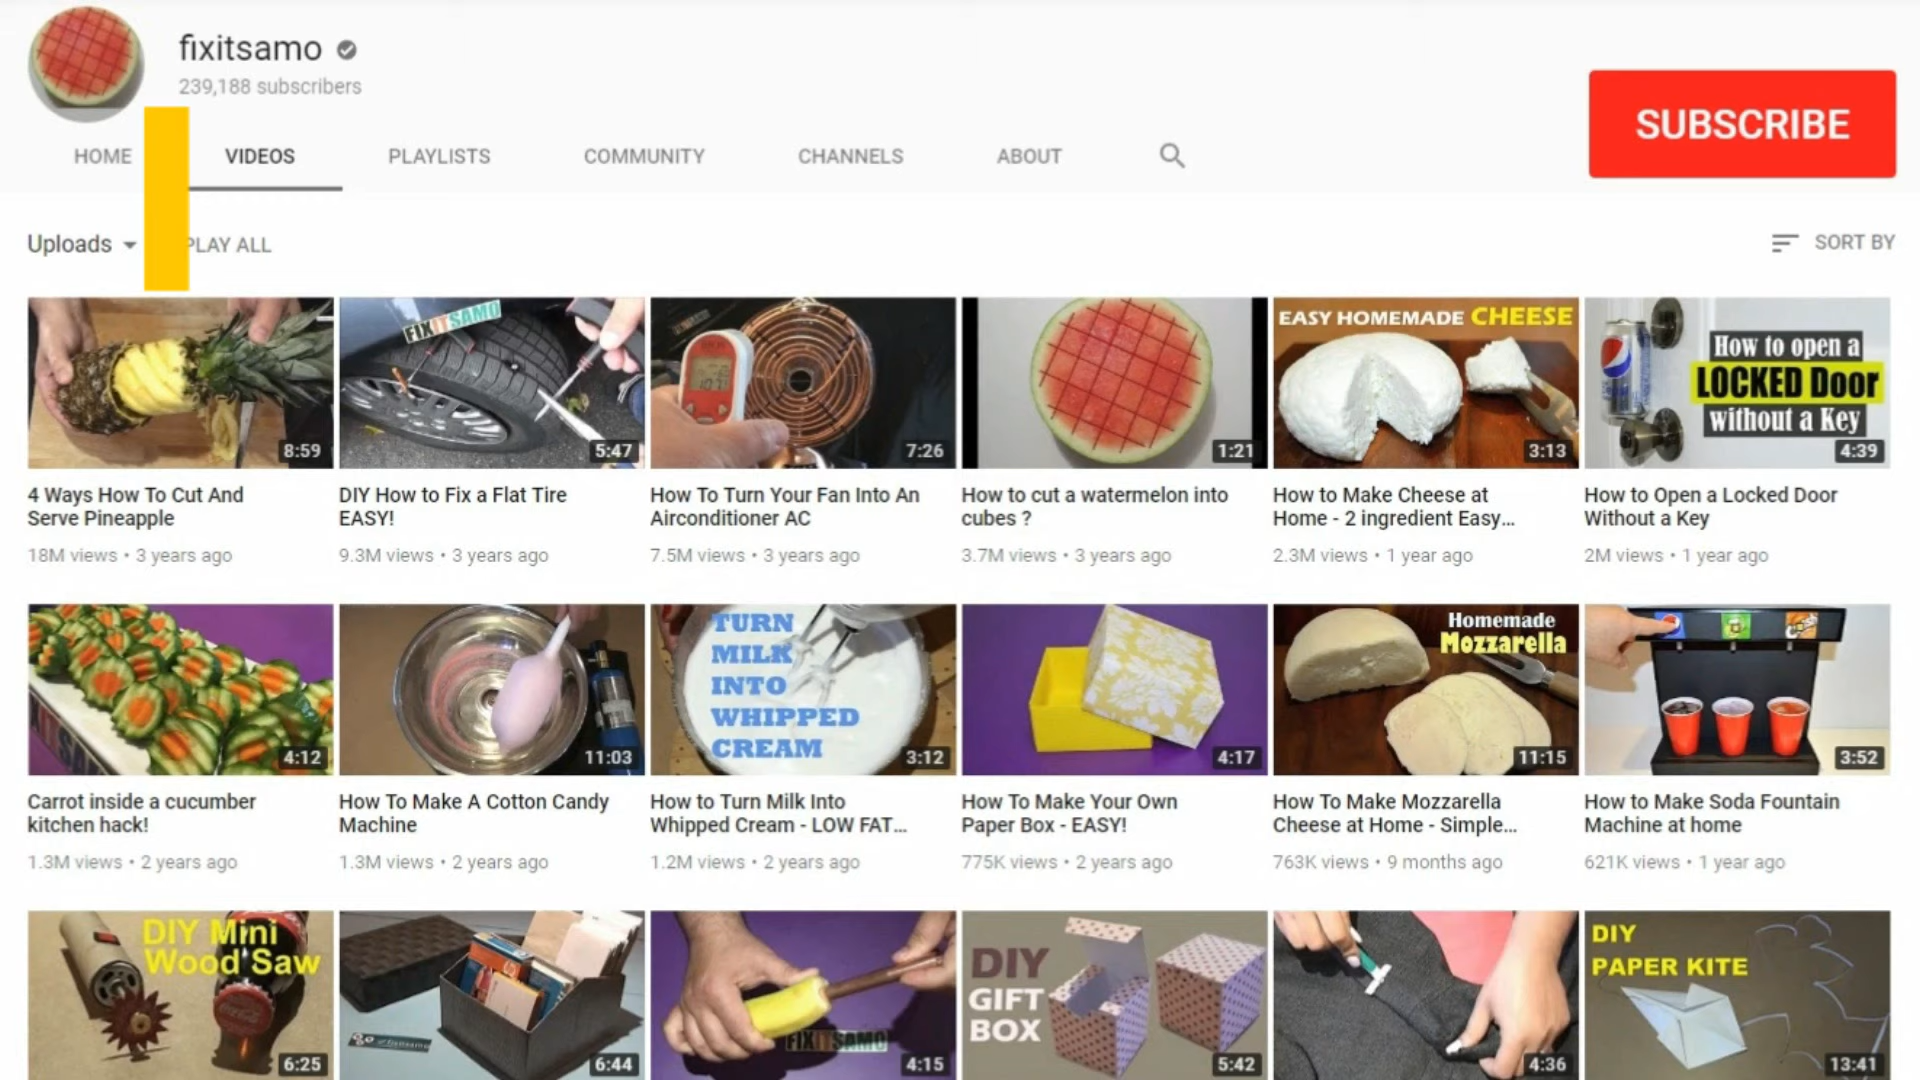 fixitsamo
239,188 subscribers
SUBSCRIBE
HOME
VIDEOS
PLAYLISTS
COMMUNITY
CHANNELS
ABOUT
Uploads
PLAY ALL
SORT BY
FIXITSAMO
EASY HOMEMADE CHEESE
How to open a
LOCKED Door
without a Key
8:59
5:47
7:26
1:21
3:13
4:39
4 Ways How To Cut And
Serve Pineapple
18M views • 3 years ago
DIY How to Fix a Flat Tire
EASY!
9.3M views • 3 years ago
How To Turn Your Fan Into An
Airconditioner AC
7.5M views • 3 years ago
How to cut a watermelon into
cubes ?
3.7M views • 3 years ago
How to Make Cheese at
Home - 2 ingredient Easy...
2.3M views • 1 year ago
How to Open a Locked Door
Without a Key
2M views • 1 year ago
TURN
MILK
INTO
WHIPPED
CREAM
Homemade
Mozzarella
Crush
4:12
11:03
3:12
4:17
11:15
3:52
Carrot inside a cucumber
kitchen hack!
1.3M views • 2 years ago
How To Make A Cotton Candy
Machine
1.3M views • 2 years ago
How to Turn Milk Into
Whipped Cream - LOW FAT...
1.2M views • 2 years ago
How To Make Your Own
Paper Box - EASY!
775K views • 2 years ago
How To Make Mozzarella
Cheese at Home - Simple...
763K views • 9 months ago
How to Make Soda Fountain
Machine at home
621K views • 1 year ago
DIY Mini
Wood Saw
FIXITSAMO
DIY
GIFT
BOX
DIY
PAPER KITE
6:25
6:44
4:15
5:42
4:36
13:41